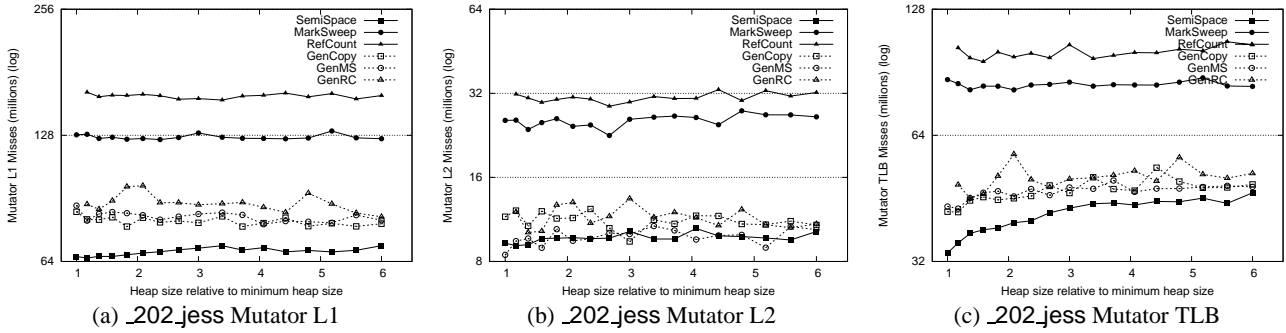 256
128
64
Mutator L1 Misses (millions) (log)
SemiSpace
MarkSweep
RefCount
GenCopy
GenMS
GenRC
1 2 3 4 5 6
Heap size relative to minimum heap size
(a) _202_jess Mutator L1
64
32
16
8
Mutator L2 Misses (millions) (log)
SemiSpace
MarkSweep
RefCount
GenCopy
GenMS
GenRC
1 2 3 4 5 6
Heap size relative to minimum heap size
(b) _202_jess Mutator L2
128
64
32
Mutator TLB Misses (millions) (log)
SemiSpace
MarkSweep
RefCount
GenCopy
GenMS
GenRC
1 2 3 4 5 6
Heap size relative to minimum heap size
(c) _202_jess Mutator TLB